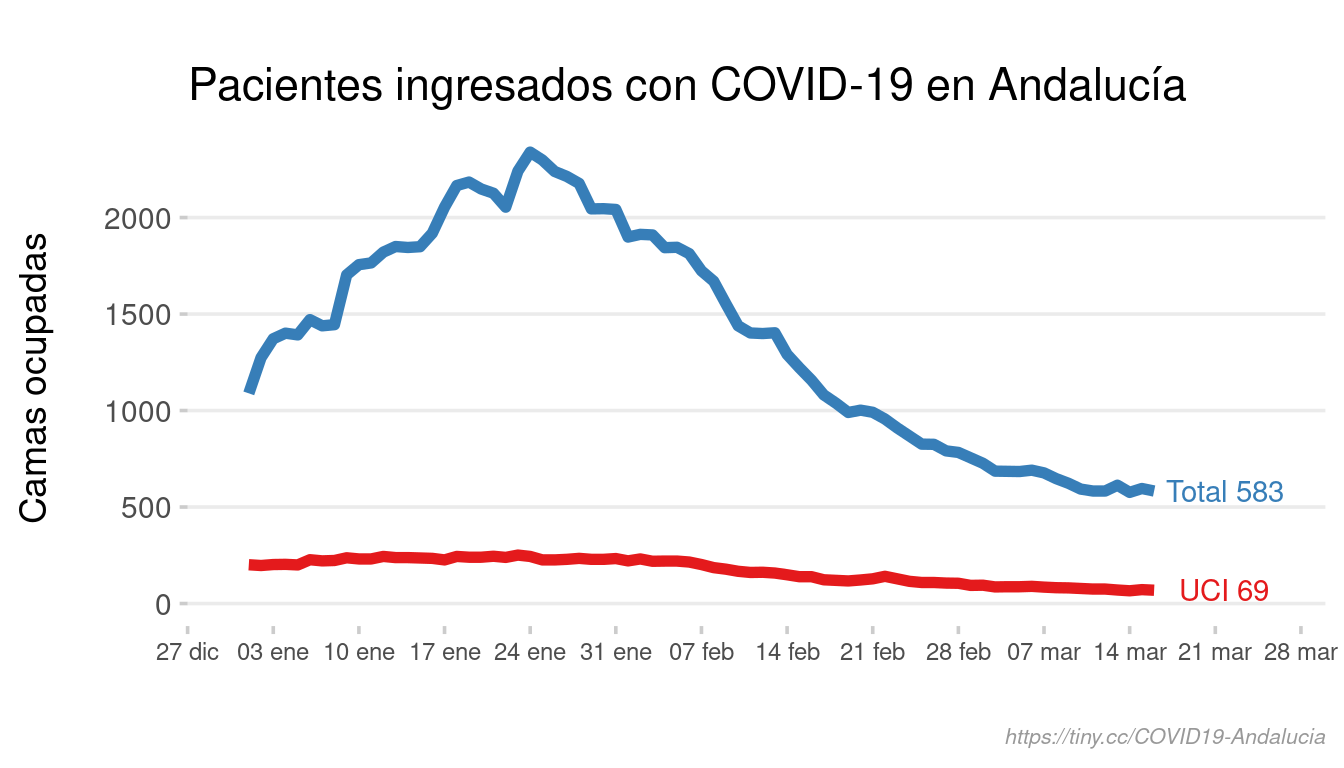 Pacientes ingresados con COVID-19 en Andalucía
Camas ocupadas
2000
1500
1000
500
0
Total 583
UCI 69
27 dic 03 ene 10 ene 17 ene 24 ene 31 ene 07 feb 14 feb 21 feb 28 feb 07 mar 14 mar 21 mar 28 mar
https://tiny.cc/COVID19-Andalucia